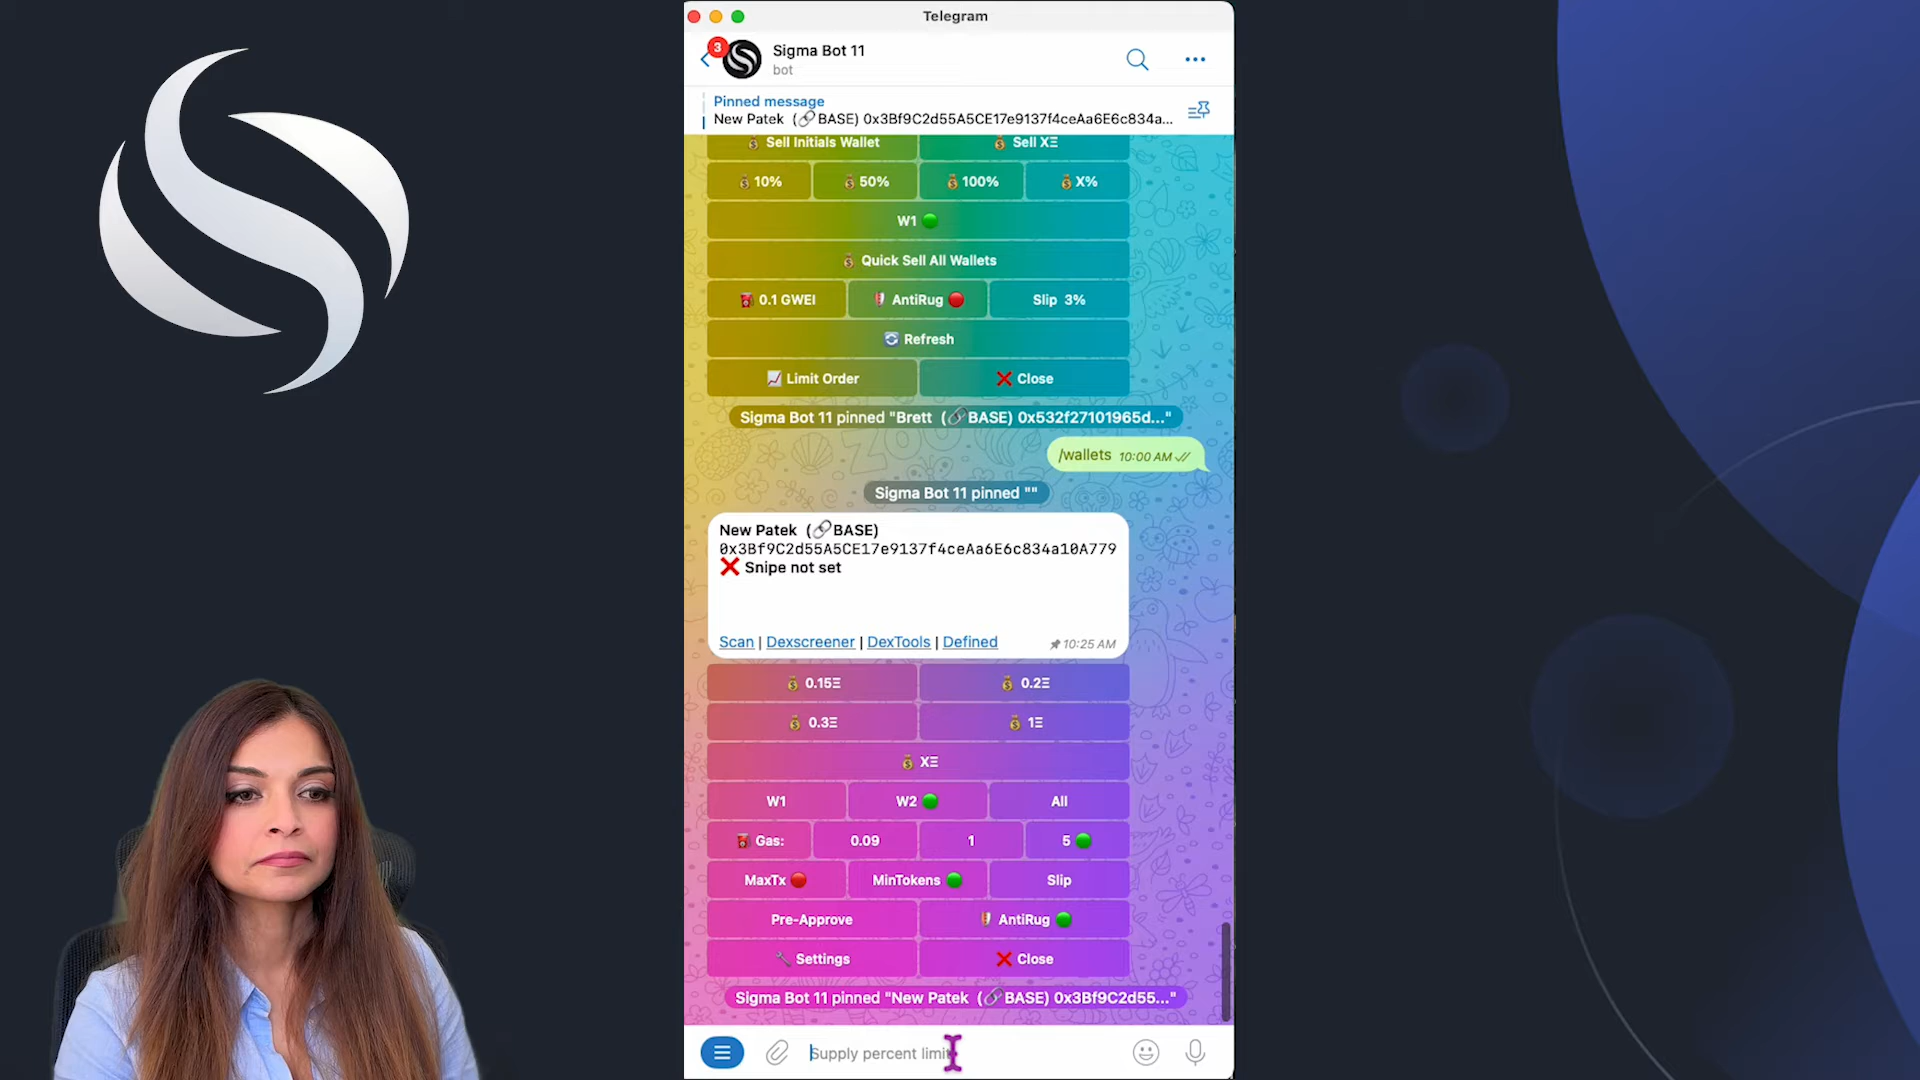 Telegram
3
Sigma Bot 11
bot
Pinned message
New Patek (🔗BASE) 0x3Bf9C2d55A5CE17e9137f4ceAa6E6c834a...
💰 Sell Initials Wallet 💰 Sell XΞ
💰 10% 💰 50% 💰 100% 💰 X%
W1 🟢
💰 Quick Sell All Wallets
⛽ 0.1 GWEI AntiRug 🔴 Slip 3%
🔄 Refresh
📈 Limit Order ❌ Close
Sigma Bot 11 pinned "Brett (🔗BASE) 0x532f27101965d..."
/wallets 10:00 AM
Sigma Bot 11 pinned ""
New Patek (🔗BASE)
0x3Bf9C2d55A5CE17e9137f4ceAa6E6c834a10A779
❌ Snipe not set
Scan | Dexscreener | DexTools | Defined 10:25 AM
💰 0.15Ξ 💰 0.2Ξ
💰 0.3Ξ 💰 1Ξ
💰 XΞ
W1 W2 🟢 All
⛽ Gas: 0.09 1 5 🟢
MaxTx 🔴 MinTokens 🟢 Slip
Pre-Approve AntiRug 🟢
🔧 Settings ❌ Close
Sigma Bot 11 pinned "New Patek (🔗BASE) 0x3Bf9C2d55..."
Supply percent limit